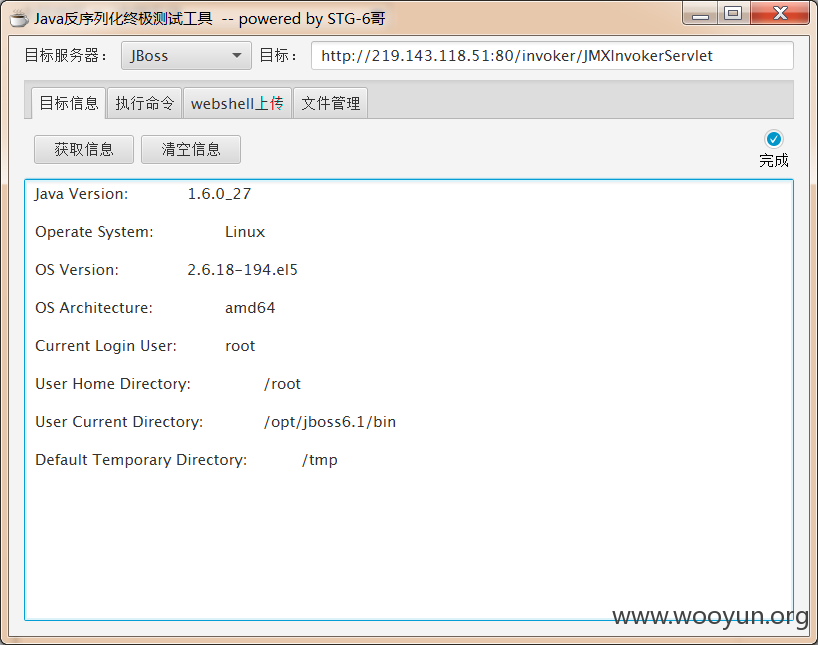 Java反序列化终极测试工具 -- powered by STG-6哥
目标服务器： JBoss 目标： http://219.143.118.51:80/invoker/JMXInvokerServlet
目标信息 执行命令 webshell上传 文件管理
获取信息 清空信息 完成
Java Version: 1.6.0_27
Operate System: Linux
OS Version: 2.6.18-194.el5
OS Architecture: amd64
Current Login User: root
User Home Directory: /root
User Current Directory: /opt/jboss6.1/bin
Default Temporary Directory: /tmp
www.wooyun.org